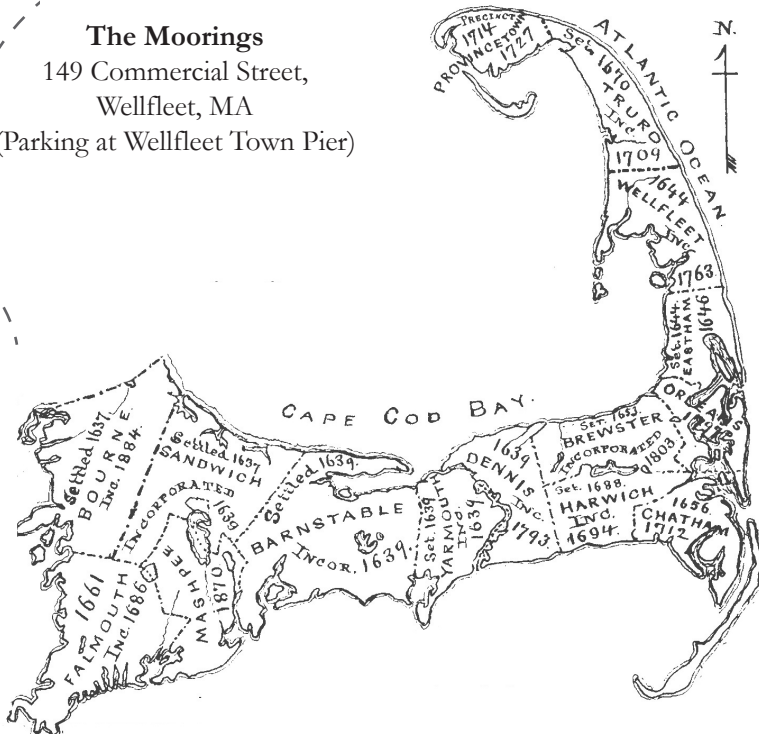 The Moorings
149 Commercial Street,
Wellfleet, MA
(Parking at Wellfleet Town Pier)
N.
ATLANTIC OCEAN
PRECINCT
1714
PROVINCETOWN
1727
Set. 1670
TRURO
Inc.
1709
1644
WELLFLEET
Inc.
1763
Set. 1644.
EASTHAM
1646
ORLEANS
CAPE COD BAY.
Settled 1637
BOURNE
Inc. 1884.
Settled 1637
SANDWICH
INCORPORATED
1639
Settled 1639.
BARNSTABLE
INCOR. 1639.
Set. 1639
YARMOUTH
INC.
1639
1639
DENNIS
INC.
1793
Set. 1653.
BREWSTER
INCORPORATED
1803.
Set. 1688.
HARWICH
INC.
1694.
1656.
CHATHAM
1712
MASHPEE
1870
1661
FALMOUTH
Inc. 1686